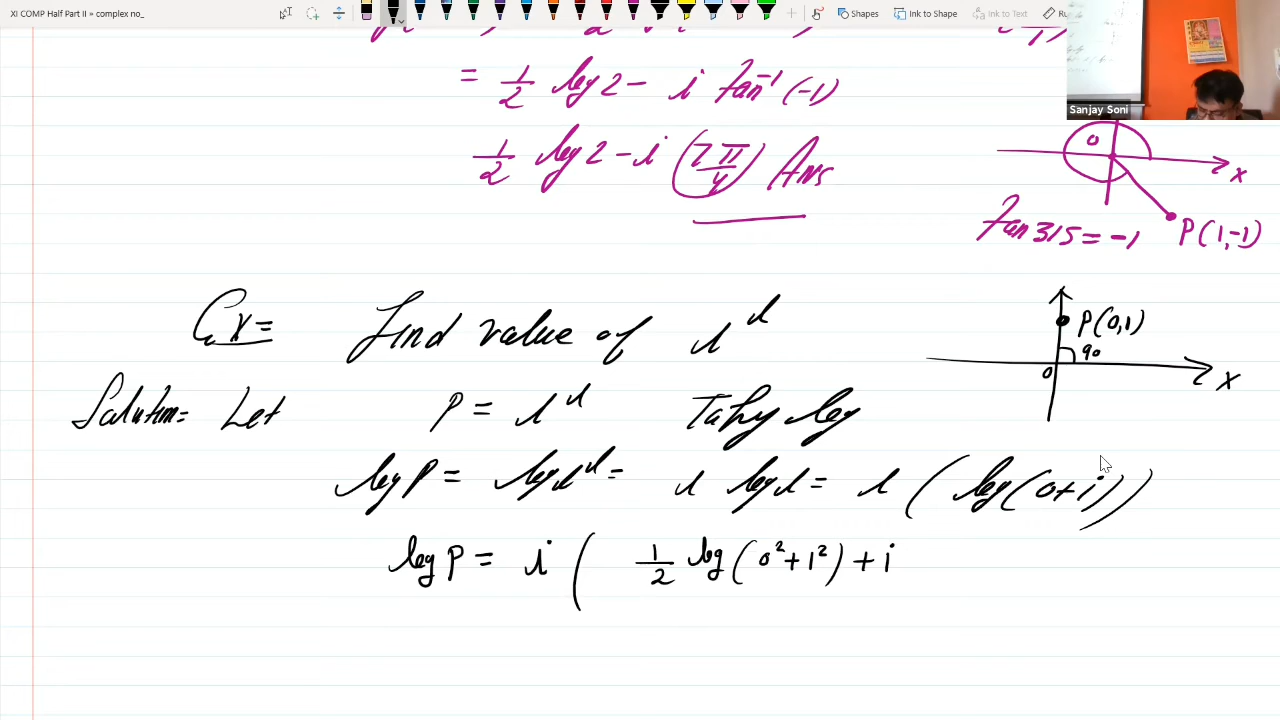 XI COMP Half Part II » complex no_
Shapes Ink to Shape Ink to Text Ru
Sanjay Soni
= 1/2 log 2 - i tan⁻¹(-1)
1/2 log 2 - i (7π/4) Ans
0 x
P(1,-1)
tan 315 = -1
Ex= Find value of i^i
P(0,1)
90
0 x
Solution= Let P = i^i Taking log
log P = log i^i = i log i = i (log(0+i))
log P = i ( 1/2 log(0²+1²) + i